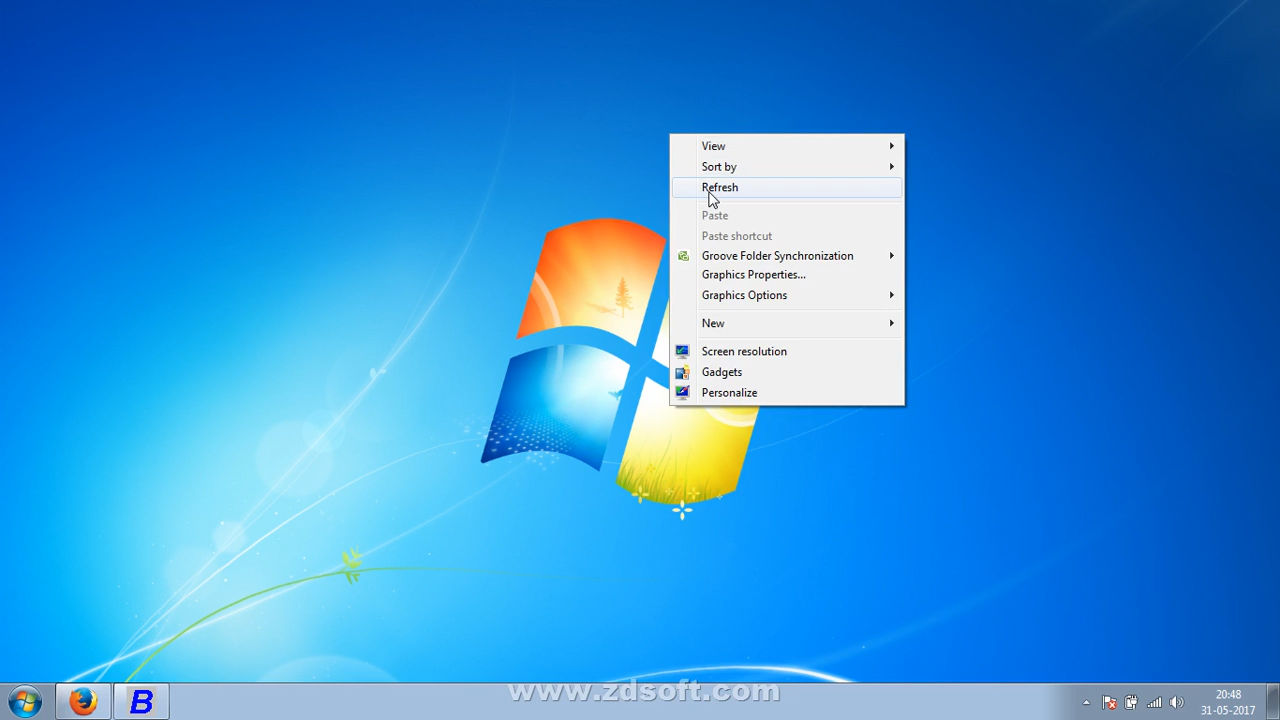 View
Sort by
Refresh
Paste
Paste shortcut
Groove Folder Synchronization
Graphics Properties...
Graphics Options
New
Screen resolution
Gadgets
Personalize
B
www.zdsoft.com
20:48
31-05-2017